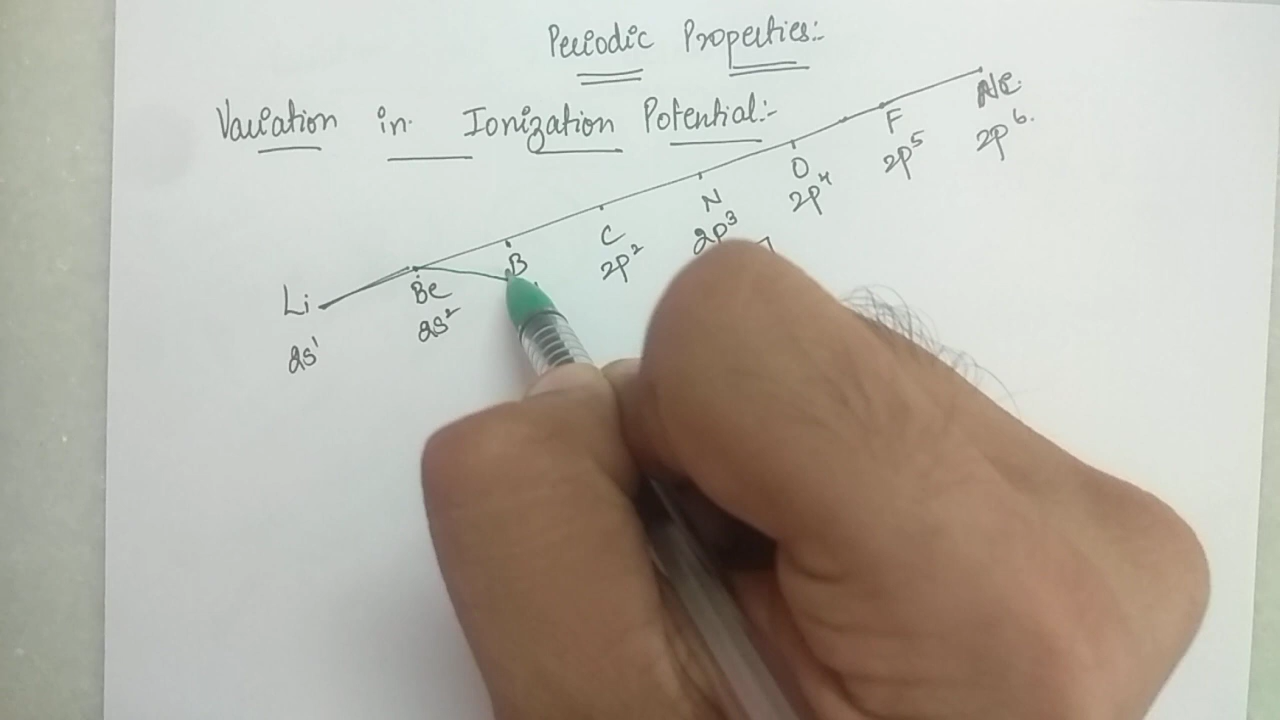 Periodic Properties:-
Variation in Ionization Potential:-
Li
2s¹
Be
2s²
B
C
2p²
N
2p³
O
2p⁴
F
2p⁵
Ne
2p⁶